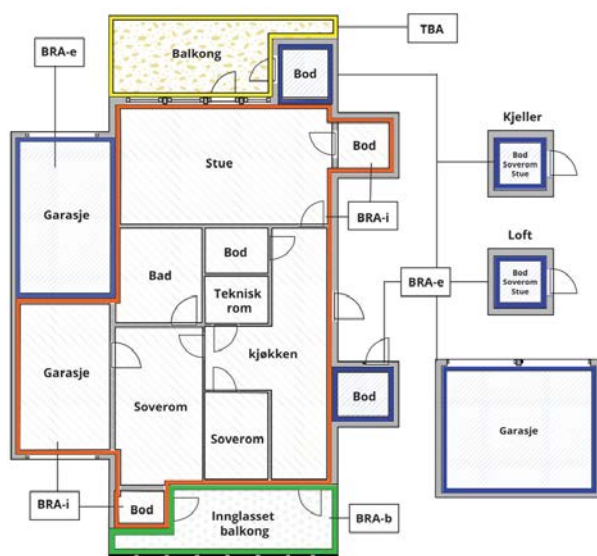 TBA
BRA-e
Balkong
Bod
Kjeller
Bod
Soverom
Stue
Stue
Bod
Garasje
BRA-i
Loft
Bod
Soverom
Stue
Bad
Bod
Teknisk
rom
BRA-e
kjøkken
Garasje
Soverom
Soverom
Bod
Garasje
BRA-i
Bod
Innglasset
balkong
BRA-b